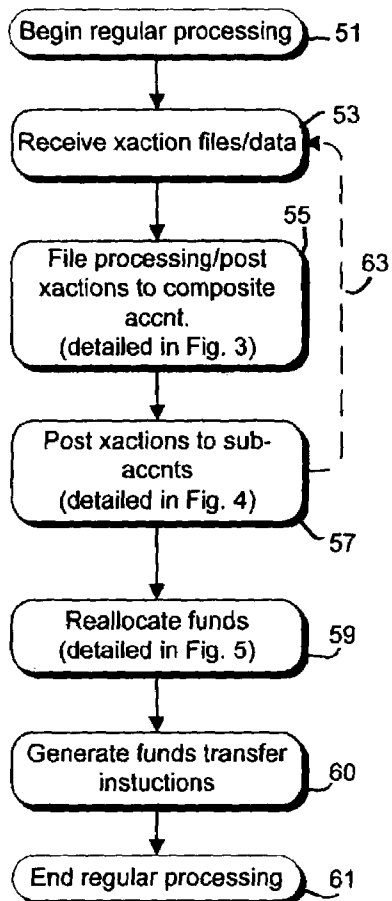 Begin regular processing
51
53
Receive xaction files/data
55
File processing/post
xactions to composite
accnt.
(detailed in Fig. 3)
63
Post xactions to sub-
accnts
(detailed in Fig. 4)
57
Reallocate funds
(detailed in Fig. 5)
59
Generate funds transfer
instuctions
60
End regular processing
61